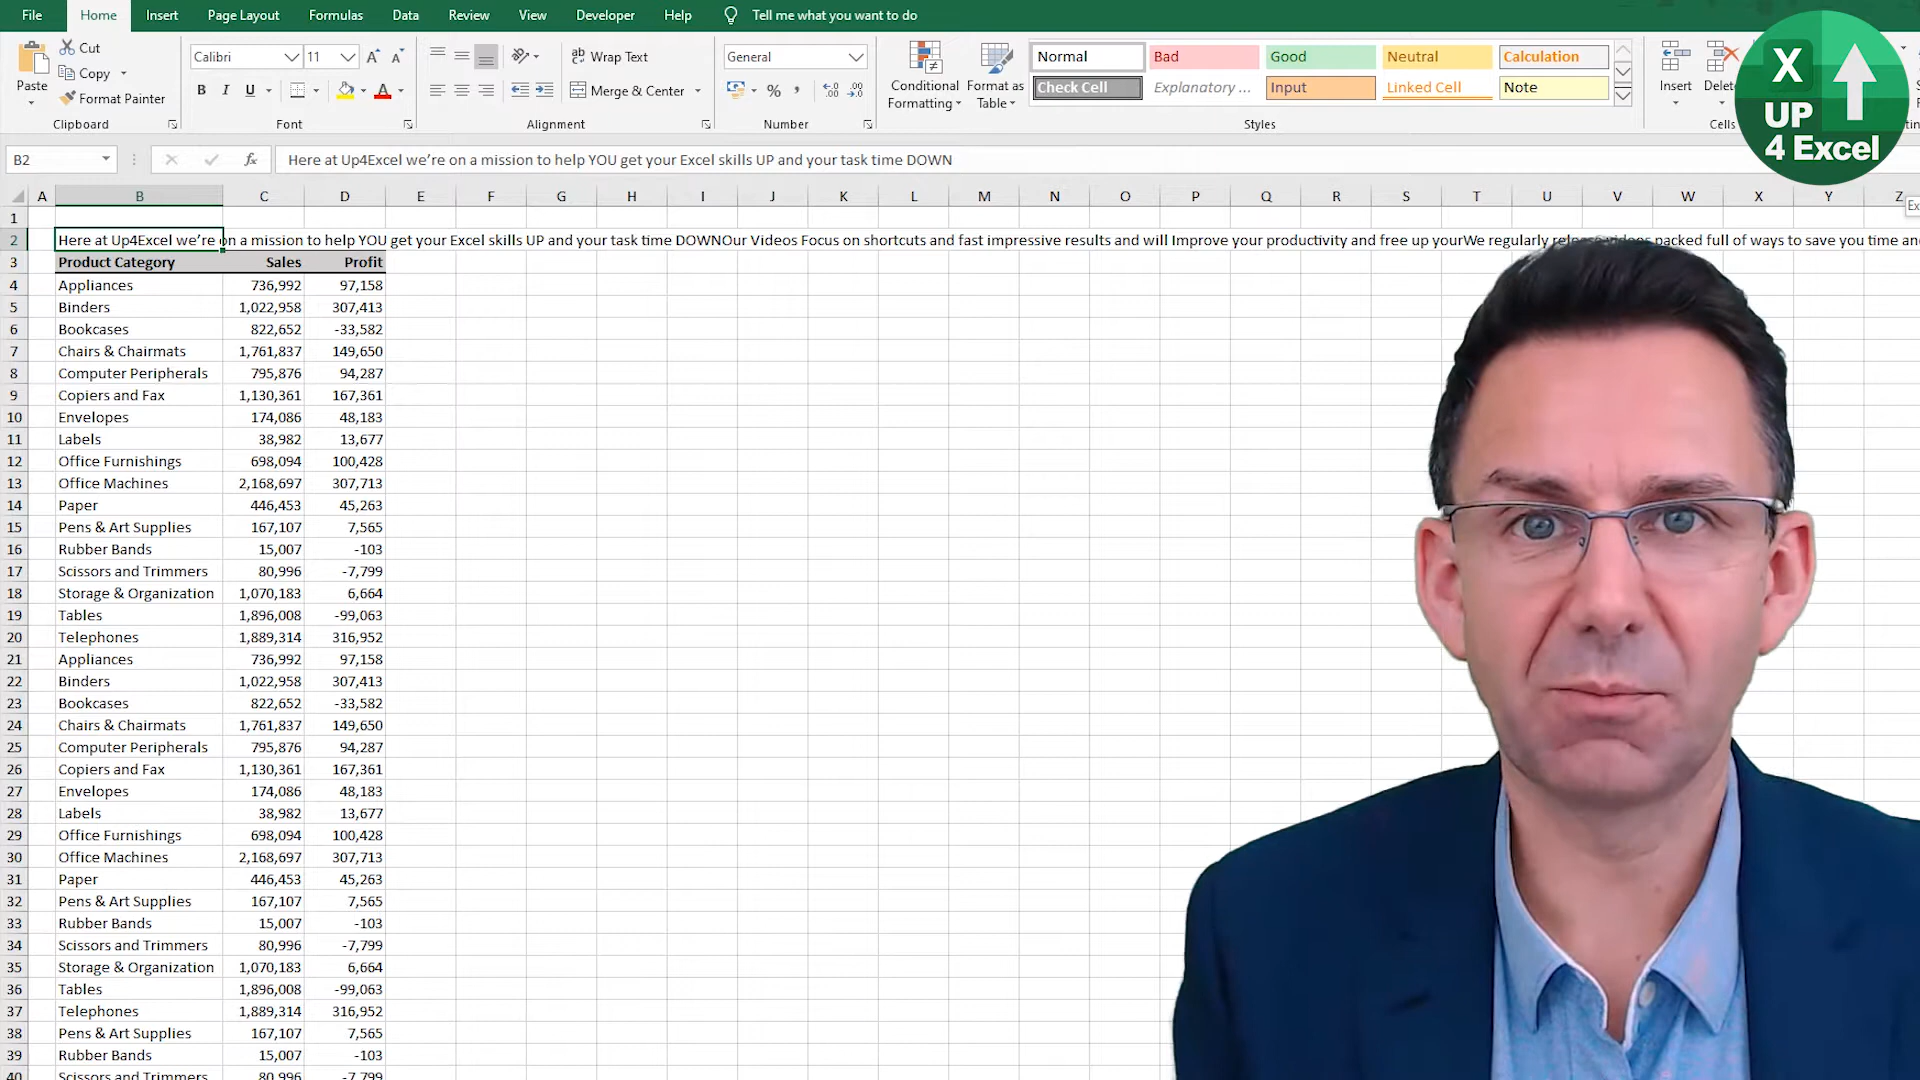 File Home Insert Page Layout Formulas Data Review View Developer Help Tell me what you want to do
Cut
Copy
Format Painter
Paste
Clipboard
Calibri 11
B I U
Font
Wrap Text
Merge & Center
Alignment
General
% ,
Number
Conditional Formatting
Format as Table
Normal Bad Good Neutral Calculation
Check Cell Explanatory ... Input Linked Cell Note
Styles
Insert
Cells
X
UP
4 Excel
B2 fx Here at Up4Excel we’re on a mission to help YOU get your Excel skills UP and your task time DOWN
A B C D E F G H I J K L M N O P Q R S T U V W X Y Z
1
2 Here at Up4Excel we’re on a mission to help YOU get your Excel skills UP and your task time DOWNOur Videos Focus on shortcuts and fast impressive results and will Improve your productivity and free up yourWe regularly release videos packed full of ways to save you time
3 Product Category Sales Profit
4 Appliances 736,992 97,158
5 Binders 1,022,958 307,413
6 Bookcases 822,652 -33,582
7 Chairs & Chairmats 1,761,837 149,650
8 Computer Peripherals 795,876 94,287
9 Copiers and Fax 1,130,361 167,361
10 Envelopes 174,086 48,183
11 Labels 38,982 13,677
12 Office Furnishings 698,094 100,428
13 Office Machines 2,168,697 307,713
14 Paper 446,453 45,263
15 Pens & Art Supplies 167,107 7,565
16 Rubber Bands 15,007 -103
17 Scissors and Trimmers 80,996 -7,799
18 Storage & Organization 1,070,183 6,664
19 Tables 1,896,008 -99,063
20 Telephones 1,889,314 316,952
21 Appliances 736,992 97,158
22 Binders 1,022,958 307,413
23 Bookcases 822,652 -33,582
24 Chairs & Chairmats 1,761,837 149,650
25 Computer Peripherals 795,876 94,287
26 Copiers and Fax 1,130,361 167,361
27 Envelopes 174,086 48,183
28 Labels 38,982 13,677
29 Office Furnishings 698,094 100,428
30 Office Machines 2,168,697 307,713
31 Paper 446,453 45,263
32 Pens & Art Supplies 167,107 7,565
33 Rubber Bands 15,007 -103
34 Scissors and Trimmers 80,996 -7,799
35 Storage & Organization 1,070,183 6,664
36 Tables 1,896,008 -99,063
37 Telephones 1,889,314 316,952
38 Pens & Art Supplies 167,107 7,565
39 Rubber Bands 15,007 -103
40 Scissors and Trimmers 80,996 -7,799